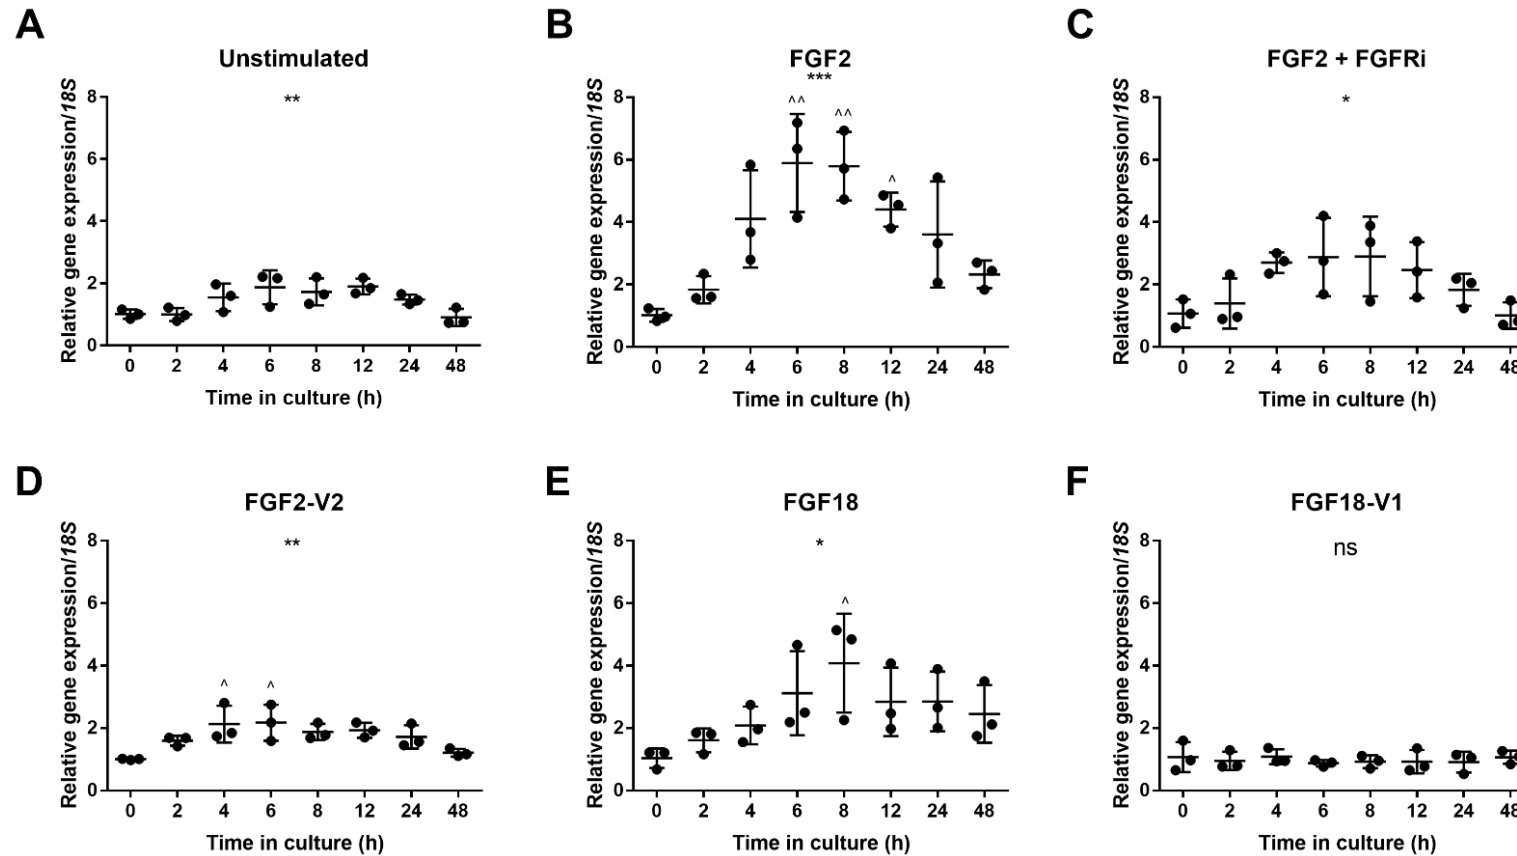 A
Unstimulated
**
Relative gene expression/18S
8
6
4
2
0
0 2 4 6 8 12 24 48
Time in culture (h)
B
FGF2
***
^^
^^
^
Relative gene expression/18S
8
6
4
2
0
0 2 4 6 8 12 24 48
Time in culture (h)
C
FGF2 + FGFRi
*
Relative gene expression/18S
8
6
4
2
0
0 2 4 6 8 12 24 48
Time in culture (h)
D
FGF2-V2
**
^ ^
Relative gene expression/18S
8
6
4
2
0
0 2 4 6 8 12 24 48
Time in culture (h)
E
FGF18
*
^
Relative gene expression/18S
8
6
4
2
0
0 2 4 6 8 12 24 48
Time in culture (h)
F
FGF18-V1
ns
Relative gene expression/18S
8
6
4
2
0
0 2 4 6 8 12 24 48
Time in culture (h)